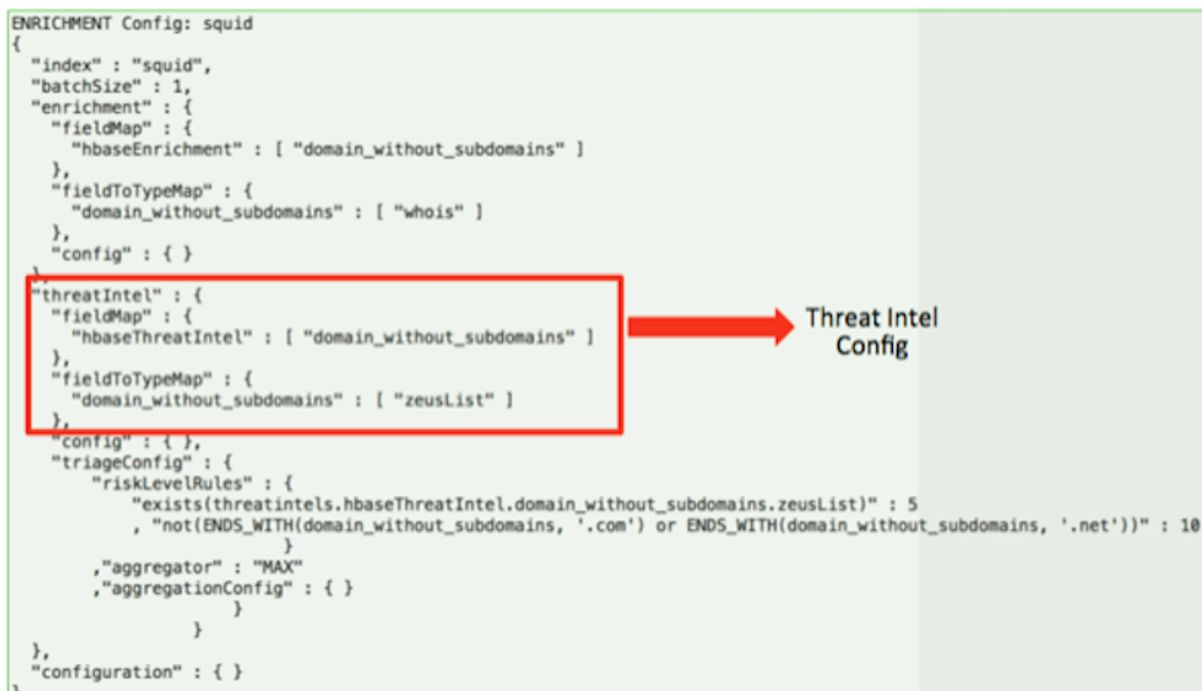 ENRICHMENT Config: squid
{
"index" : "squid",
"batchSize" : 1,
"enrichment" : {
"fieldMap" : {
"hbaseEnrichment" : [ "domain_without_subdomains" ]
},
"fieldToTypeMap" : {
"domain_without_subdomains" : [ "whois" ]
},
"config" : { }
},
"threatIntel" : {
"fieldMap" : {
"hbaseThreatIntel" : [ "domain_without_subdomains" ]
},
"fieldToTypeMap" : {
"domain_without_subdomains" : [ "zeusList" ]
},
"config" : { },
"triageConfig" : {
"riskLevelRules" : {
"exists(threatintels.hbaseThreatIntel.domain_without_subdomains.zeusList)" : 5
, "not(ENDS_WITH(domain_without_subdomains, '.com') or ENDS_WITH(domain_without_subdomains, '.net'))" : 10
}
,"aggregator" : "MAX"
,"aggregationConfig" : { }
}
}
},
"configuration" : { }
}
Threat Intel
Config